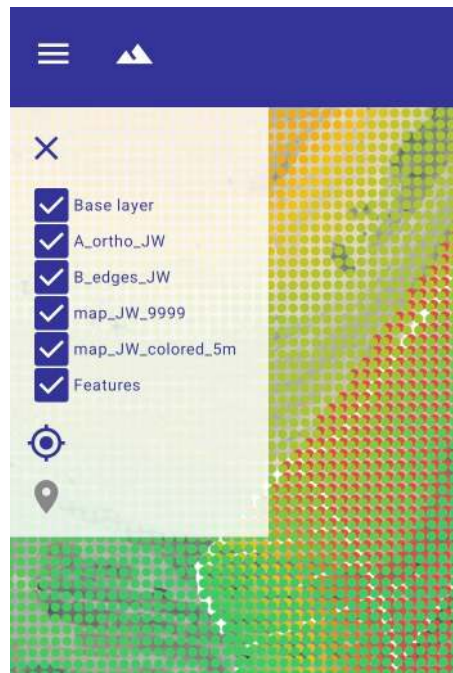 Base layer
A_ortho_JW
B_edges_JW
map_JW_9999
map_JW_colored_5m
Features